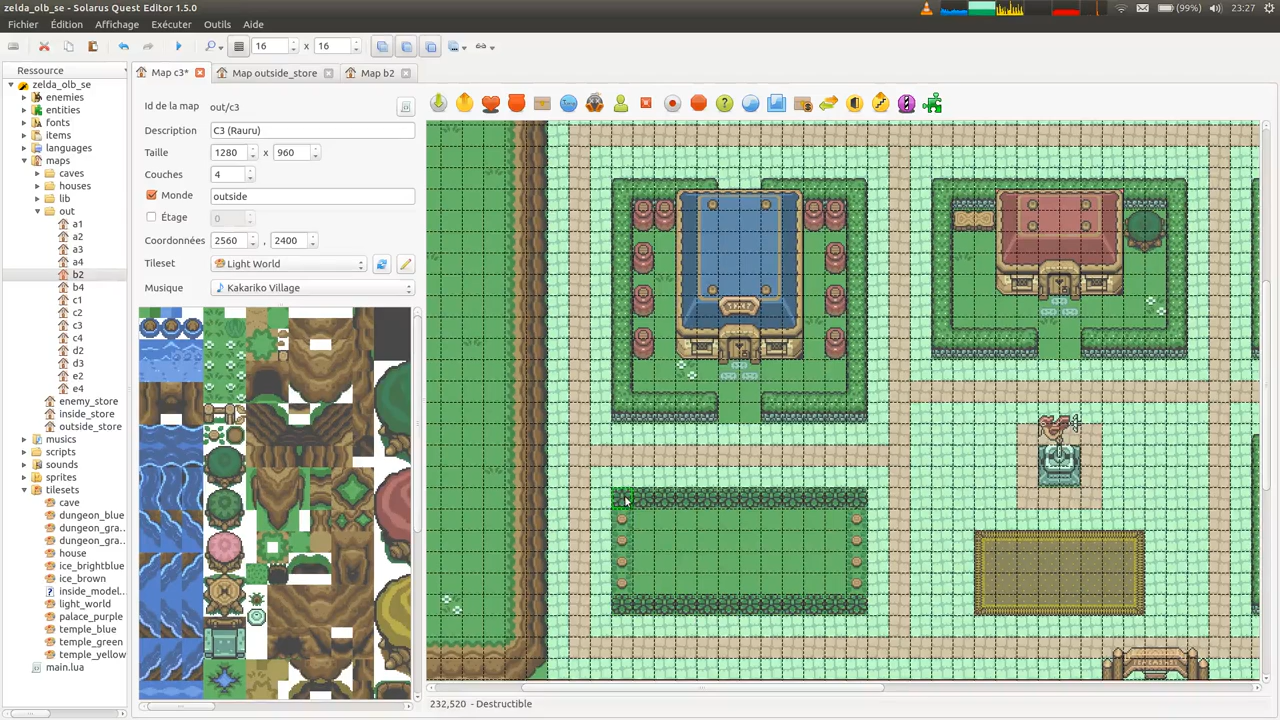 zelda_olb_se - Solarus Quest Editor 1.5.0
(99%)
23:27
Fichier Édition Affichage Exécuter Outils Aide
16 x 16
Ressource
zelda_olb_se
enemies
entities
fonts
items
languages
maps
caves
houses
lib
out
a1
a2
a3
a4
b2
b4
c1
c2
c3
c4
d2
d3
e2
e4
enemy_store
inside_store
outside_store
musics
scripts
sounds
sprites
tilesets
cave
dungeon_blue
dungeon_gra...
dungeon_gra...
house
ice_brightblue
ice_brown
inside_model...
light_world
palace_purple
temple_blue
temple_green
temple_yellow
main.lua
Map c3*
Map outside_store
Map b2
Id de la map out/c3
Description C3 (Rauru)
Taille 1280 x 960
Couches 4
Monde outside
Étage 0
Coordonnées 2560 , 2400
Tileset Light World
Musique Kakariko Village
232,520 - Destructible